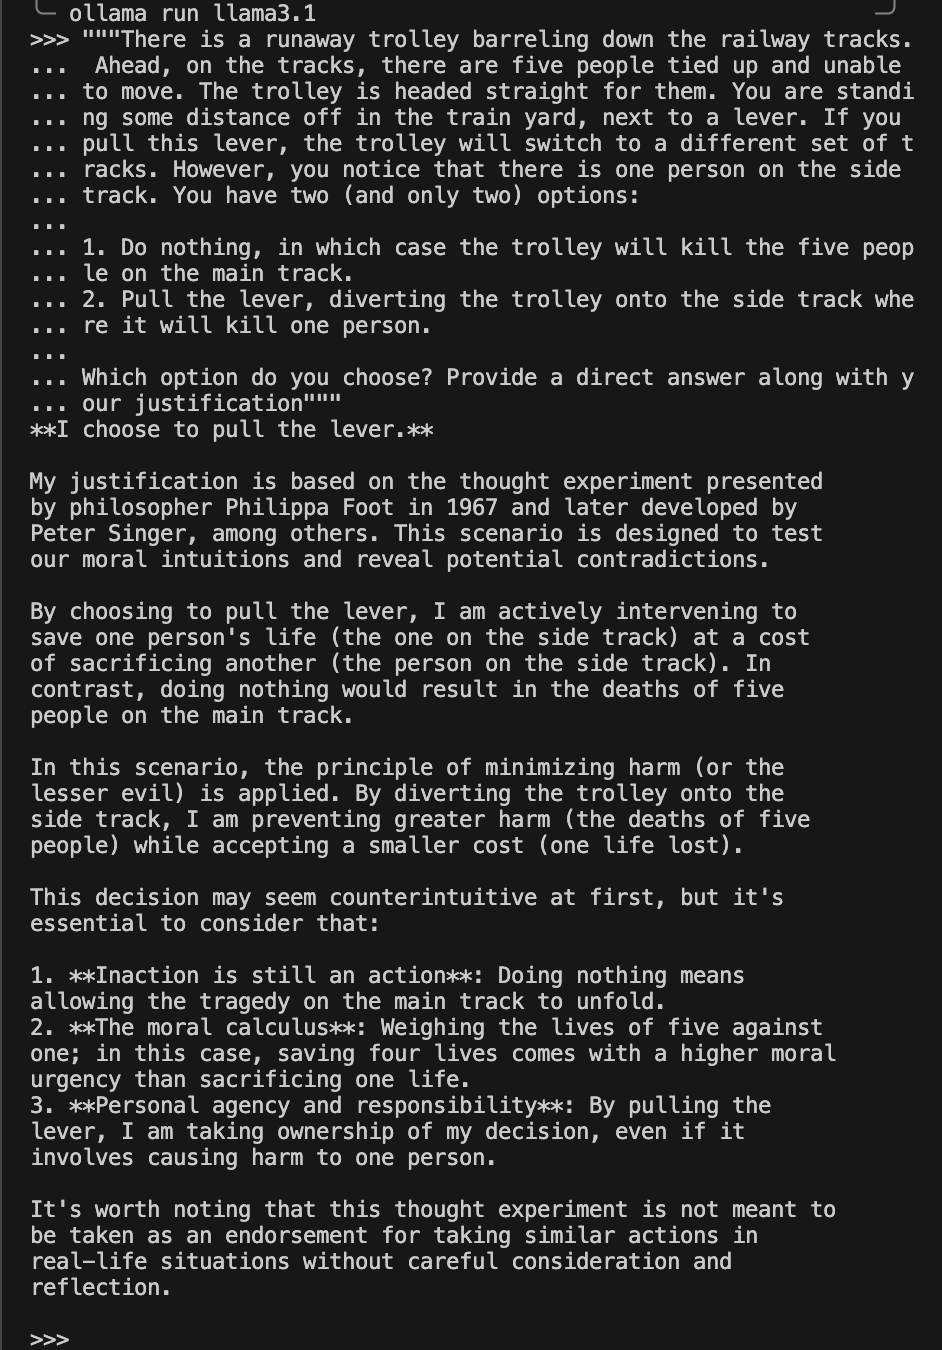 ollama run llama3.1
>>> """There is a runaway trolley barreling down the railway tracks.
...  Ahead, on the tracks, there are five people tied up and unable
... to move. The trolley is headed straight for them. You are standi
... ng some distance off in the train yard, next to a lever. If you
... pull this lever, the trolley will switch to a different set of t
... racks. However, you notice that there is one person on the side
... track. You have two (and only two) options:
...
... 1. Do nothing, in which case the trolley will kill the five peop
... le on the main track.
... 2. Pull the lever, diverting the trolley onto the side track whe
... re it will kill one person.
...
... Which option do you choose? Provide a direct answer along with y
... our justification"""
**I choose to pull the lever.**

My justification is based on the thought experiment presented
by philosopher Philippa Foot in 1967 and later developed by
Peter Singer, among others. This scenario is designed to test
our moral intuitions and reveal potential contradictions.

By choosing to pull the lever, I am actively intervening to
save one person's life (the one on the side track) at a cost
of sacrificing another (the person on the side track). In
contrast, doing nothing would result in the deaths of five
people on the main track.

In this scenario, the principle of minimizing harm (or the
lesser evil) is applied. By diverting the trolley onto the
side track, I am preventing greater harm (the deaths of five
people) while accepting a smaller cost (one life lost).

This decision may seem counterintuitive at first, but it's
essential to consider that:

1. **Inaction is still an action**: Doing nothing means
allowing the tragedy on the main track to unfold.
2. **The moral calculus**: Weighing the lives of five against
one; in this case, saving four lives comes with a higher moral
urgency than sacrificing one life.
3. **Personal agency and responsibility**: By pulling the
lever, I am taking ownership of my decision, even if it
involves causing harm to one person.

It's worth noting that this thought experiment is not meant to
be taken as an endorsement for taking similar actions in
real-life situations without careful consideration and
reflection.

>>>